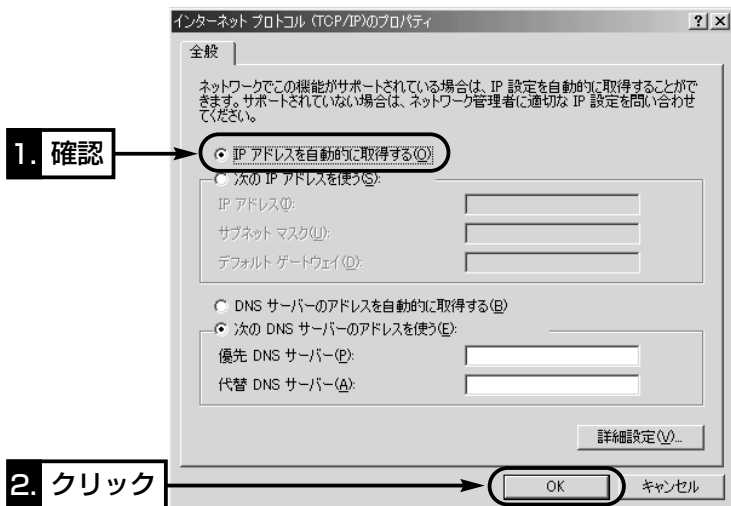 インターネット プロトコル (TCP/IP)のプロパティ
? ×
全般
ネットワークでこの機能がサポートされている場合は、IP 設定を自動的に取得することがで
きます。サポートされていない場合は、ネットワーク管理者に適切な IP 設定を問い合わせ
てください。
1. 確認
IP アドレスを自動的に取得する(O)
次の IP アドレスを使う(S):
IP アドレス(I):
サブネット マスク(U):
デフォルト ゲートウェイ(D):
DNS サーバーのアドレスを自動的に取得する(B)
次の DNS サーバーのアドレスを使う(E):
優先 DNS サーバー(P):
代替 DNS サーバー(A):
詳細設定(V)...
2. クリック
OK
キャンセル